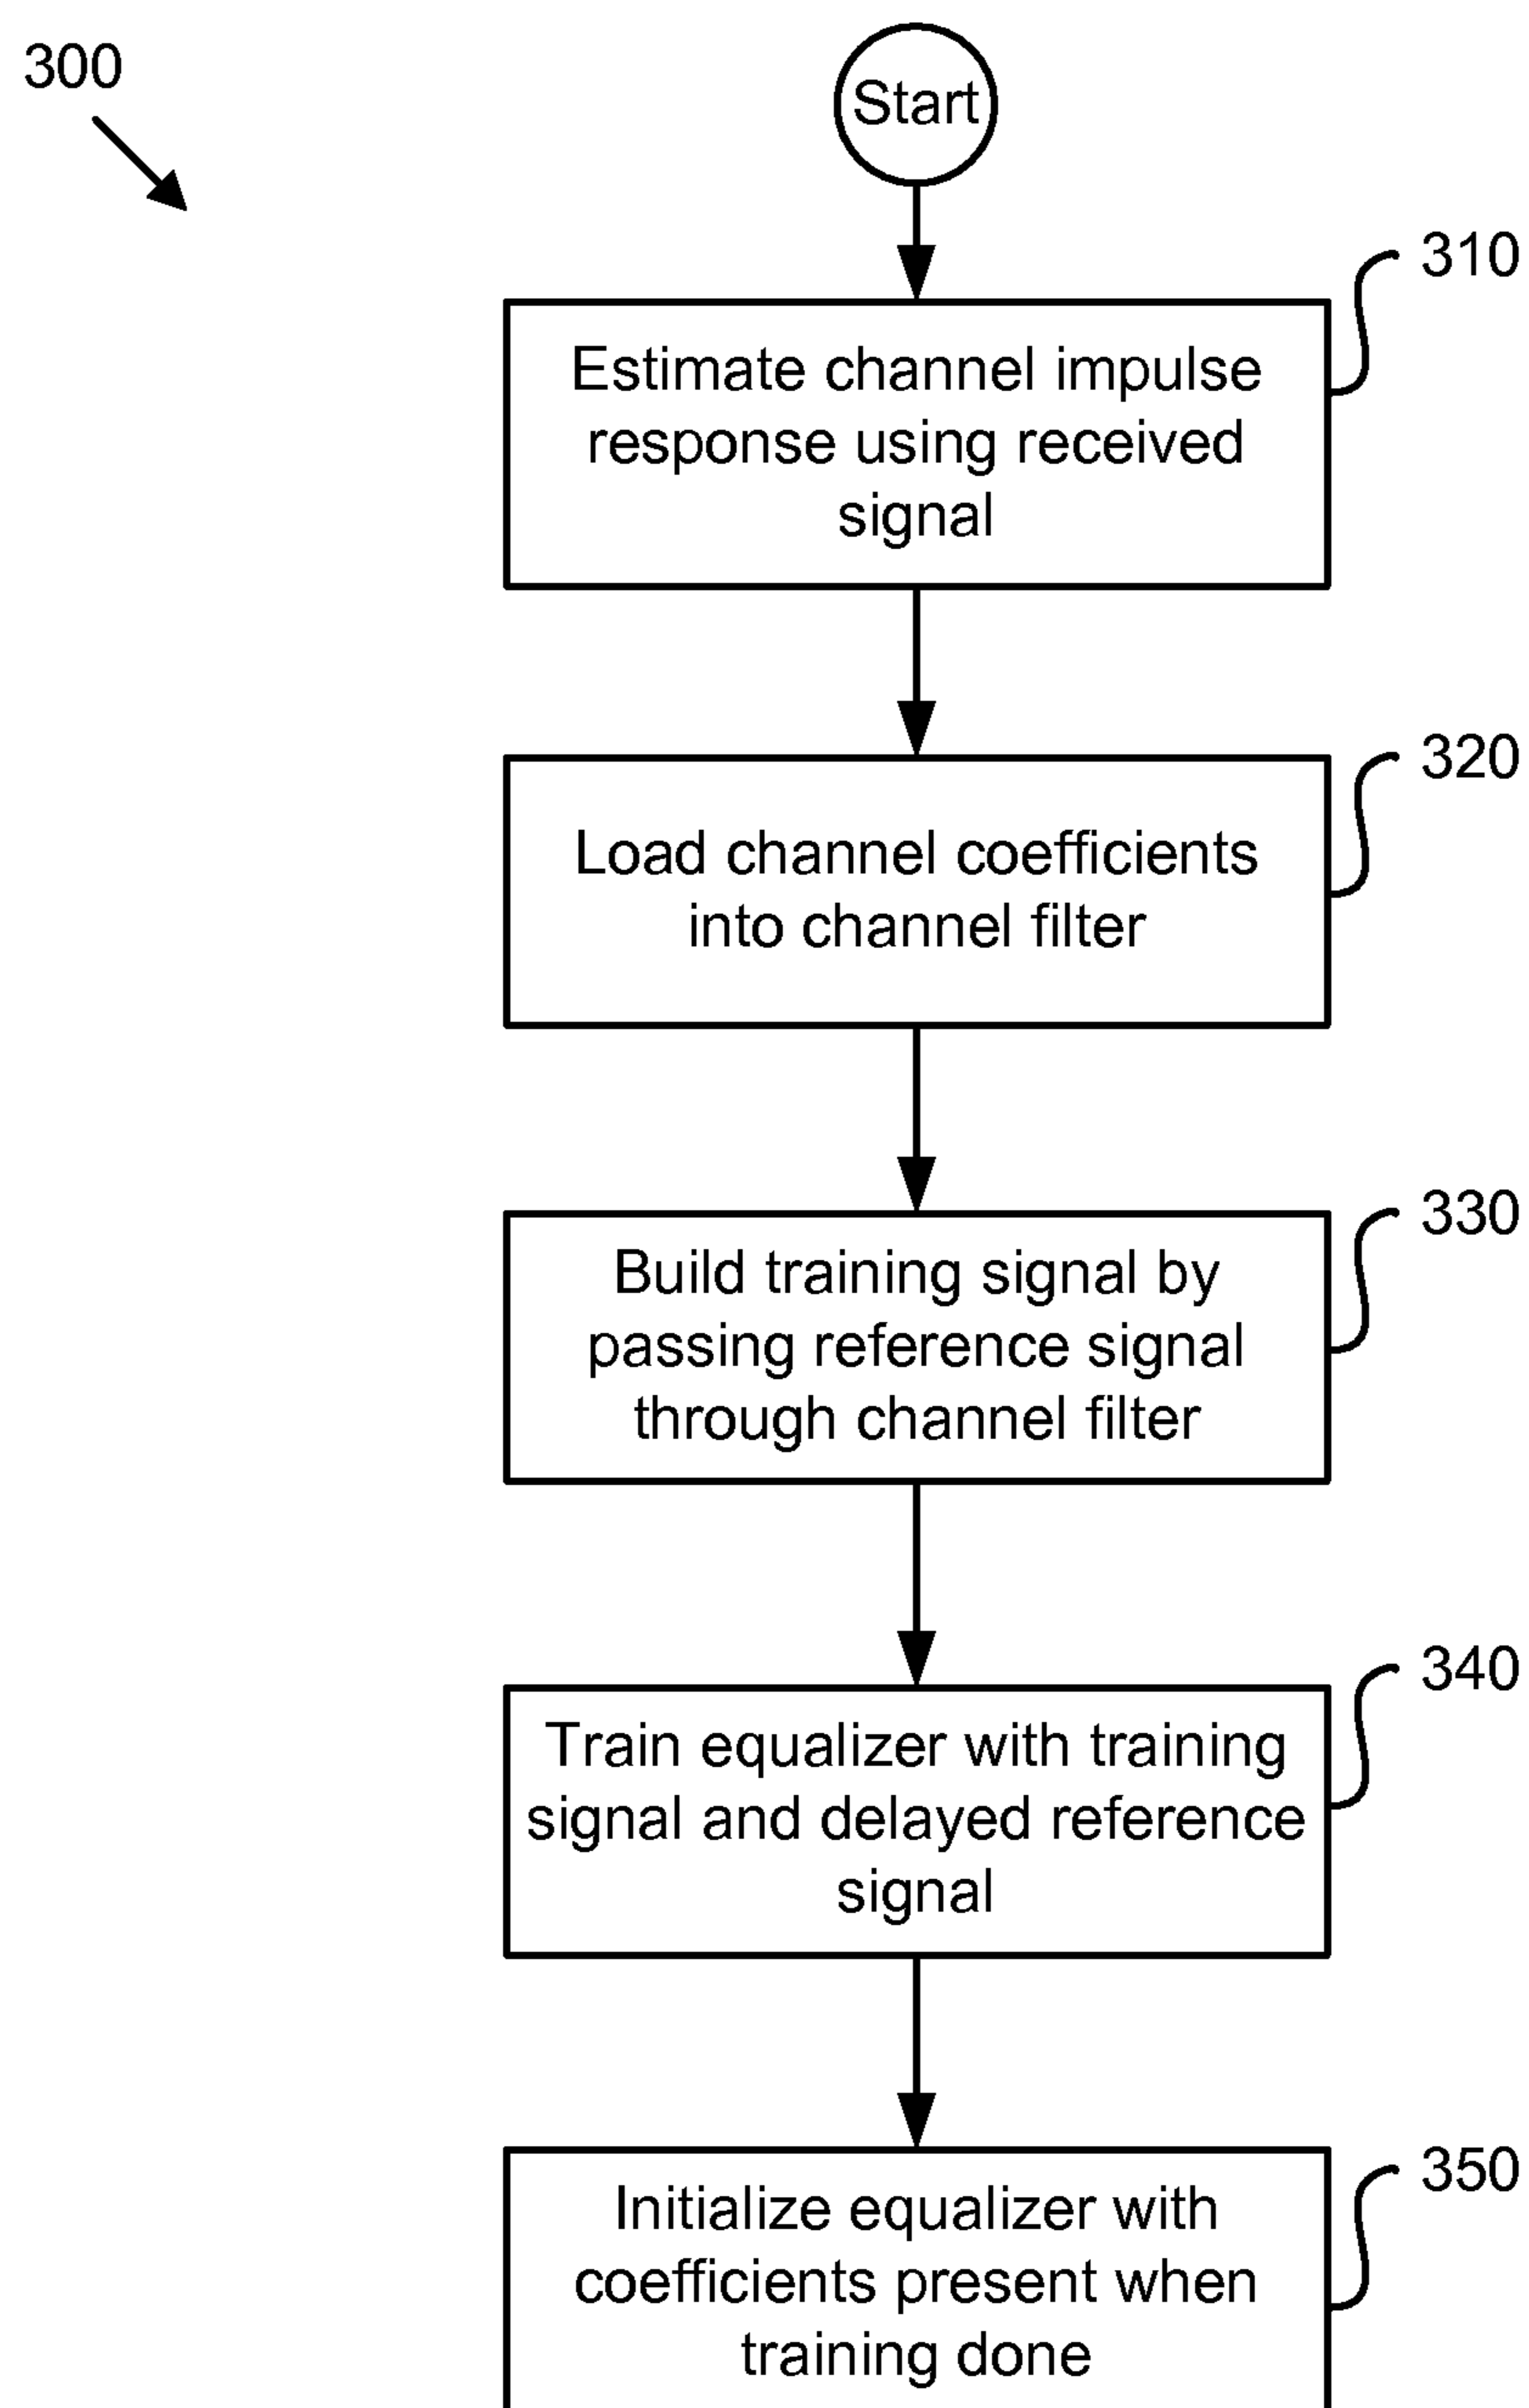 300
Start
310
Estimate channel impulse
response using received
signal
320
Load channel coefficients
into channel filter
330
Build training signal by
passing reference signal
through channel filter
340
Train equalizer with training
signal and delayed reference
signal
350
Initialize equalizer with
coefficients present when
training done